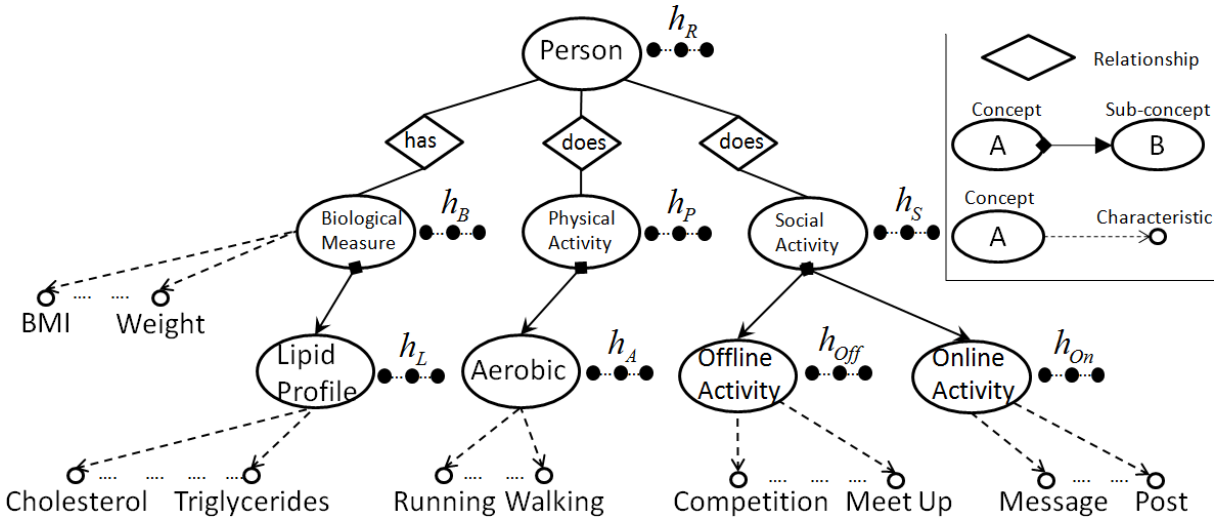 Person
h_R
Relationship
Concept
Sub-concept
A
B
has
does
does
Concept
Characteristic
A
Biological
Measure
h_B
Physical
Activity
h_P
Social
Activity
h_S
BMI
.... ....
Weight
Lipid
Profile
h_L
Aerobic
h_A
Offline
Activity
h_Off
Online
Activity
h_On
.... .... ....
.... ....
.... .... ....
.... ....
Cholesterol
Triglycerides
Running
Walking
Competition
Meet Up
Message
Post